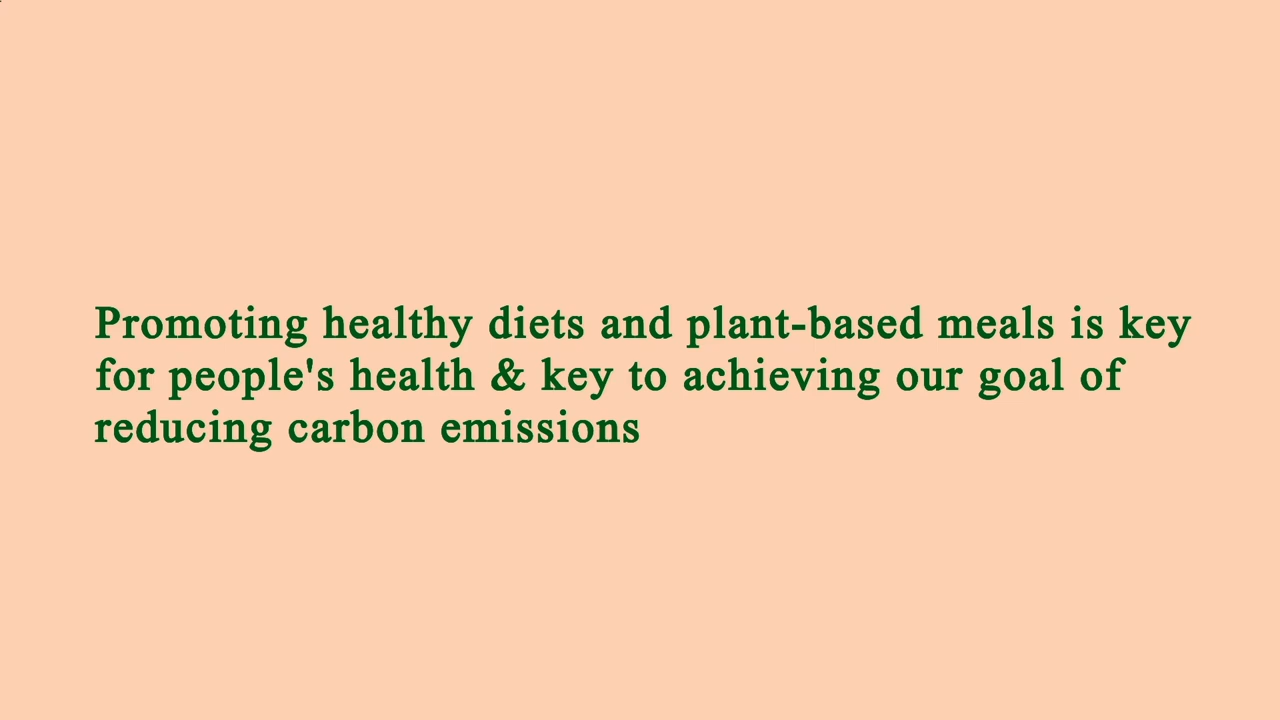 Promoting healthy diets and plant-based meals is key
for people's health & key to achieving our goal of
reducing carbon emissions